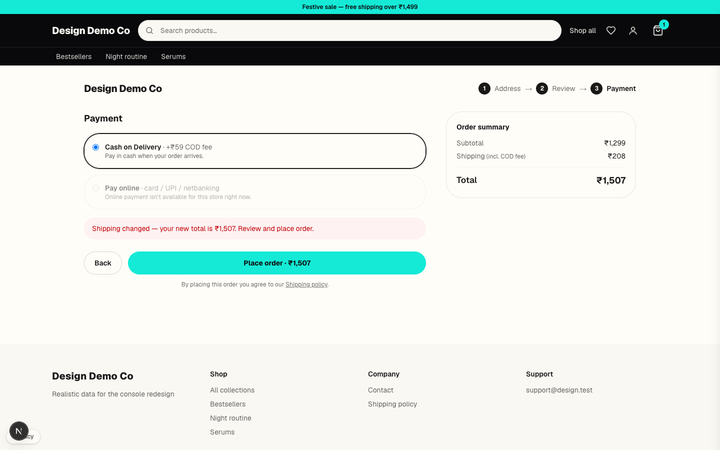 Festive sale — free shipping over ₹1,499
Design Demo Co
Search products...
Shop all
1
Bestsellers
Night routine
Serums
Design Demo Co
1 Address → 2 Review → 3 Payment
Payment
Cash on Delivery · +₹59 COD fee
Pay in cash when your order arrives.
Pay online · card / UPI / netbanking
Online payment isn't available for this store right now.
Shipping changed — your new total is ₹1,507. Review and place order.
Back
Place order · ₹1,507
By placing this order you agree to our Shipping policy.
Order summary
Subtotal ₹1,299
Shipping (incl. COD fee) ₹208
Total ₹1,507
Design Demo Co
Realistic data for the console redesign
Shop
All collections
Bestsellers
Night routine
Serums
Company
Contact
Shipping policy
Support
support@design.test
N